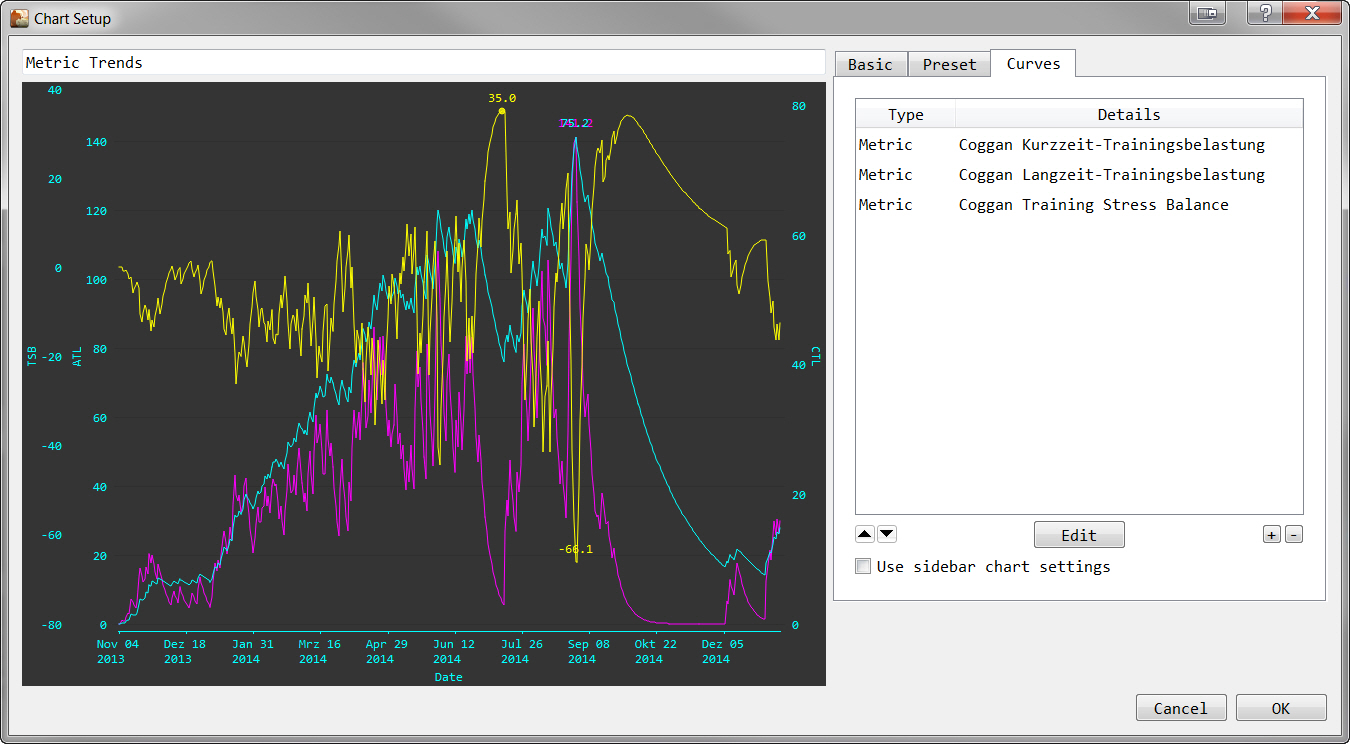 Chart Setup
Metric Trends
Basic
Preset
Curves
Type Details
Metric Coggan Kurzzeit-Trainingsbelastung
Metric Coggan Langzeit-Trainingsbelastung
Metric Coggan Training Stress Balance
Edit
+
-
Use sidebar chart settings
Cancel
OK
40
20
0
-20
-40
-60
-80
TSB
140
120
100
80
60
40
20
0
ATL
35.0
75.2
-66.1
80
60
40
20
0
CTL
Nov 04 Dez 18 Jan 31 Mrz 16 Apr 29 Jun 12 Jul 26 Sep 08 Okt 22 Dez 05
2013 2013 2014 2014 2014 2014 2014 2014 2014 2014
Date